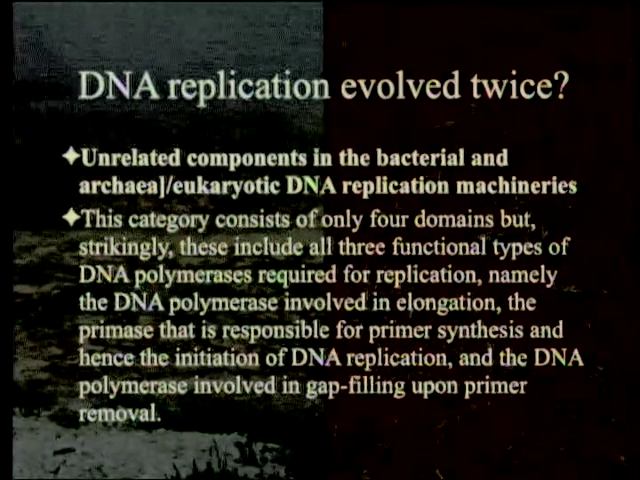 DNA replication evolved twice?
✦Unrelated components in the bacterial and
archaeal/eukaryotic DNA replication machineries
✦This category consists of only four domains but,
strikingly, these include all three functional types of
DNA polymerases required for replication, namely
the DNA polymerase involved in elongation, the
primase that is responsible for primer synthesis and
hence the initiation of DNA replication, and the DNA
polymerase involved in gap-filling upon primer
removal.